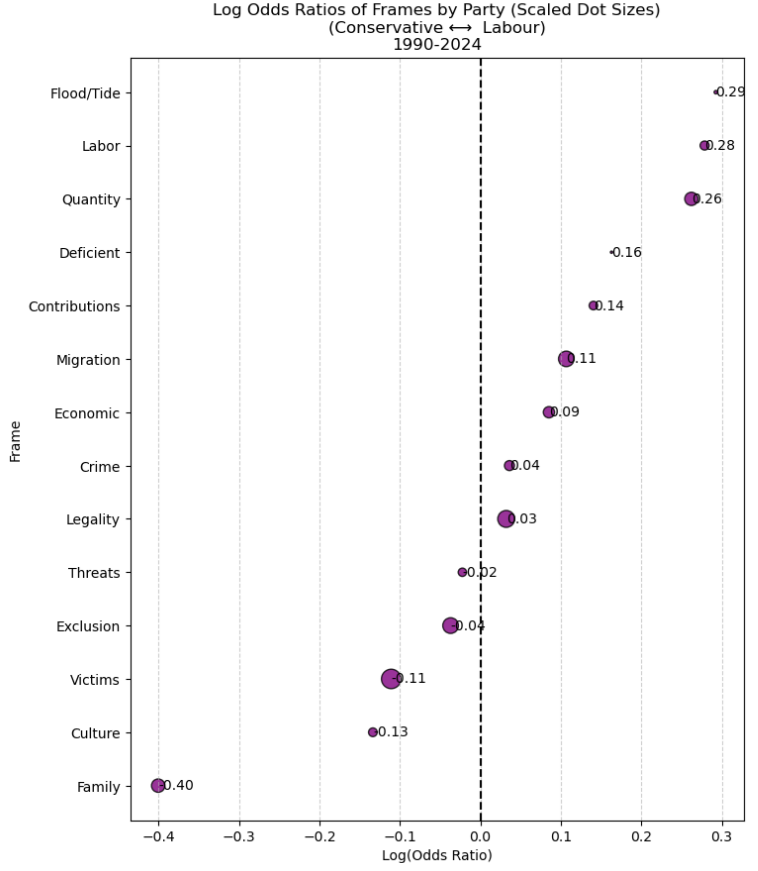 Log Odds Ratios of Frames by Party (Scaled Dot Sizes)
(Conservative ⟷ Labour)
1990-2024
Flood/Tide 0.29
Labor 0.28
Quantity 0.26
Deficient 0.16
Contributions 0.14
Migration 0.11
Economic 0.09
Crime 0.04
Legality 0.03
Threats -0.02
Exclusion -0.04
Victims -0.11
Culture -0.13
Family -0.40
Frame
−0.4 −0.3 −0.2 −0.1 0.0 0.1 0.2 0.3
Log(Odds Ratio)